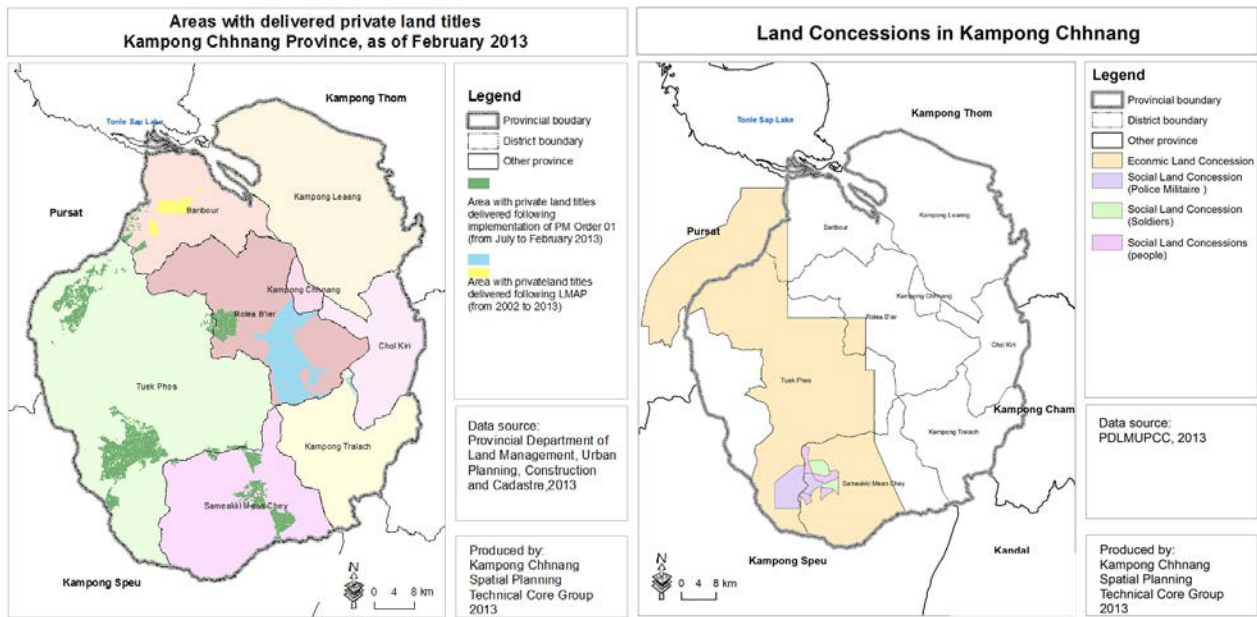 Areas with delivered private land titles
Kampong Chhnang Province, as of February 2013
Kampong Thom
Tonle Sap Lake
Kampong Leaeng
Baribour
Pursat
Kampong Chhnang
Rolea B'ier
Chol Kiri
Tuek Phos
Kampong Tralach
Sameakki Mean Chey
Kampong Speu
N
0 4 8 km
Legend
Provincial boundary
District boundary
Other province
Area with private land titles
delivered following
implementation of PM Order 01
(from July to February 2013)
Area with privateland titles
delivered following LMAP
(from 2002 to 2013)
Data source:
Provincial Department of
Land Management, Urban
Planning, Construction
and Cadastre,2013
Produced by:
Kampong Chhnang
Spatial Planning
Technical Core Group
2013
Land Concessions in Kampong Chhnang
Tonle Sap Lake
Kampong Thom
Kampong Leaeng
Pursat
Baribour
Kampong Chhnang
Rolea B'ier
Chol Kiri
Tuek Phos
Kampong Cham
Kampong Tralach
Sameakki Mean Chey
Kandal
Kampong Speu
N
0 4 8 km
Legend
Provincial boundary
District boundary
Other province
Econmic Land Concession
Social Land Concession
(Police Militaire )
Social Land Concession
(Soldiers)
Social Land Concessions
(people)
Data source:
PDLMUPCC, 2013
Produced by:
Kampong Chhnang
Spatial Planning
Technical Core Group
2013